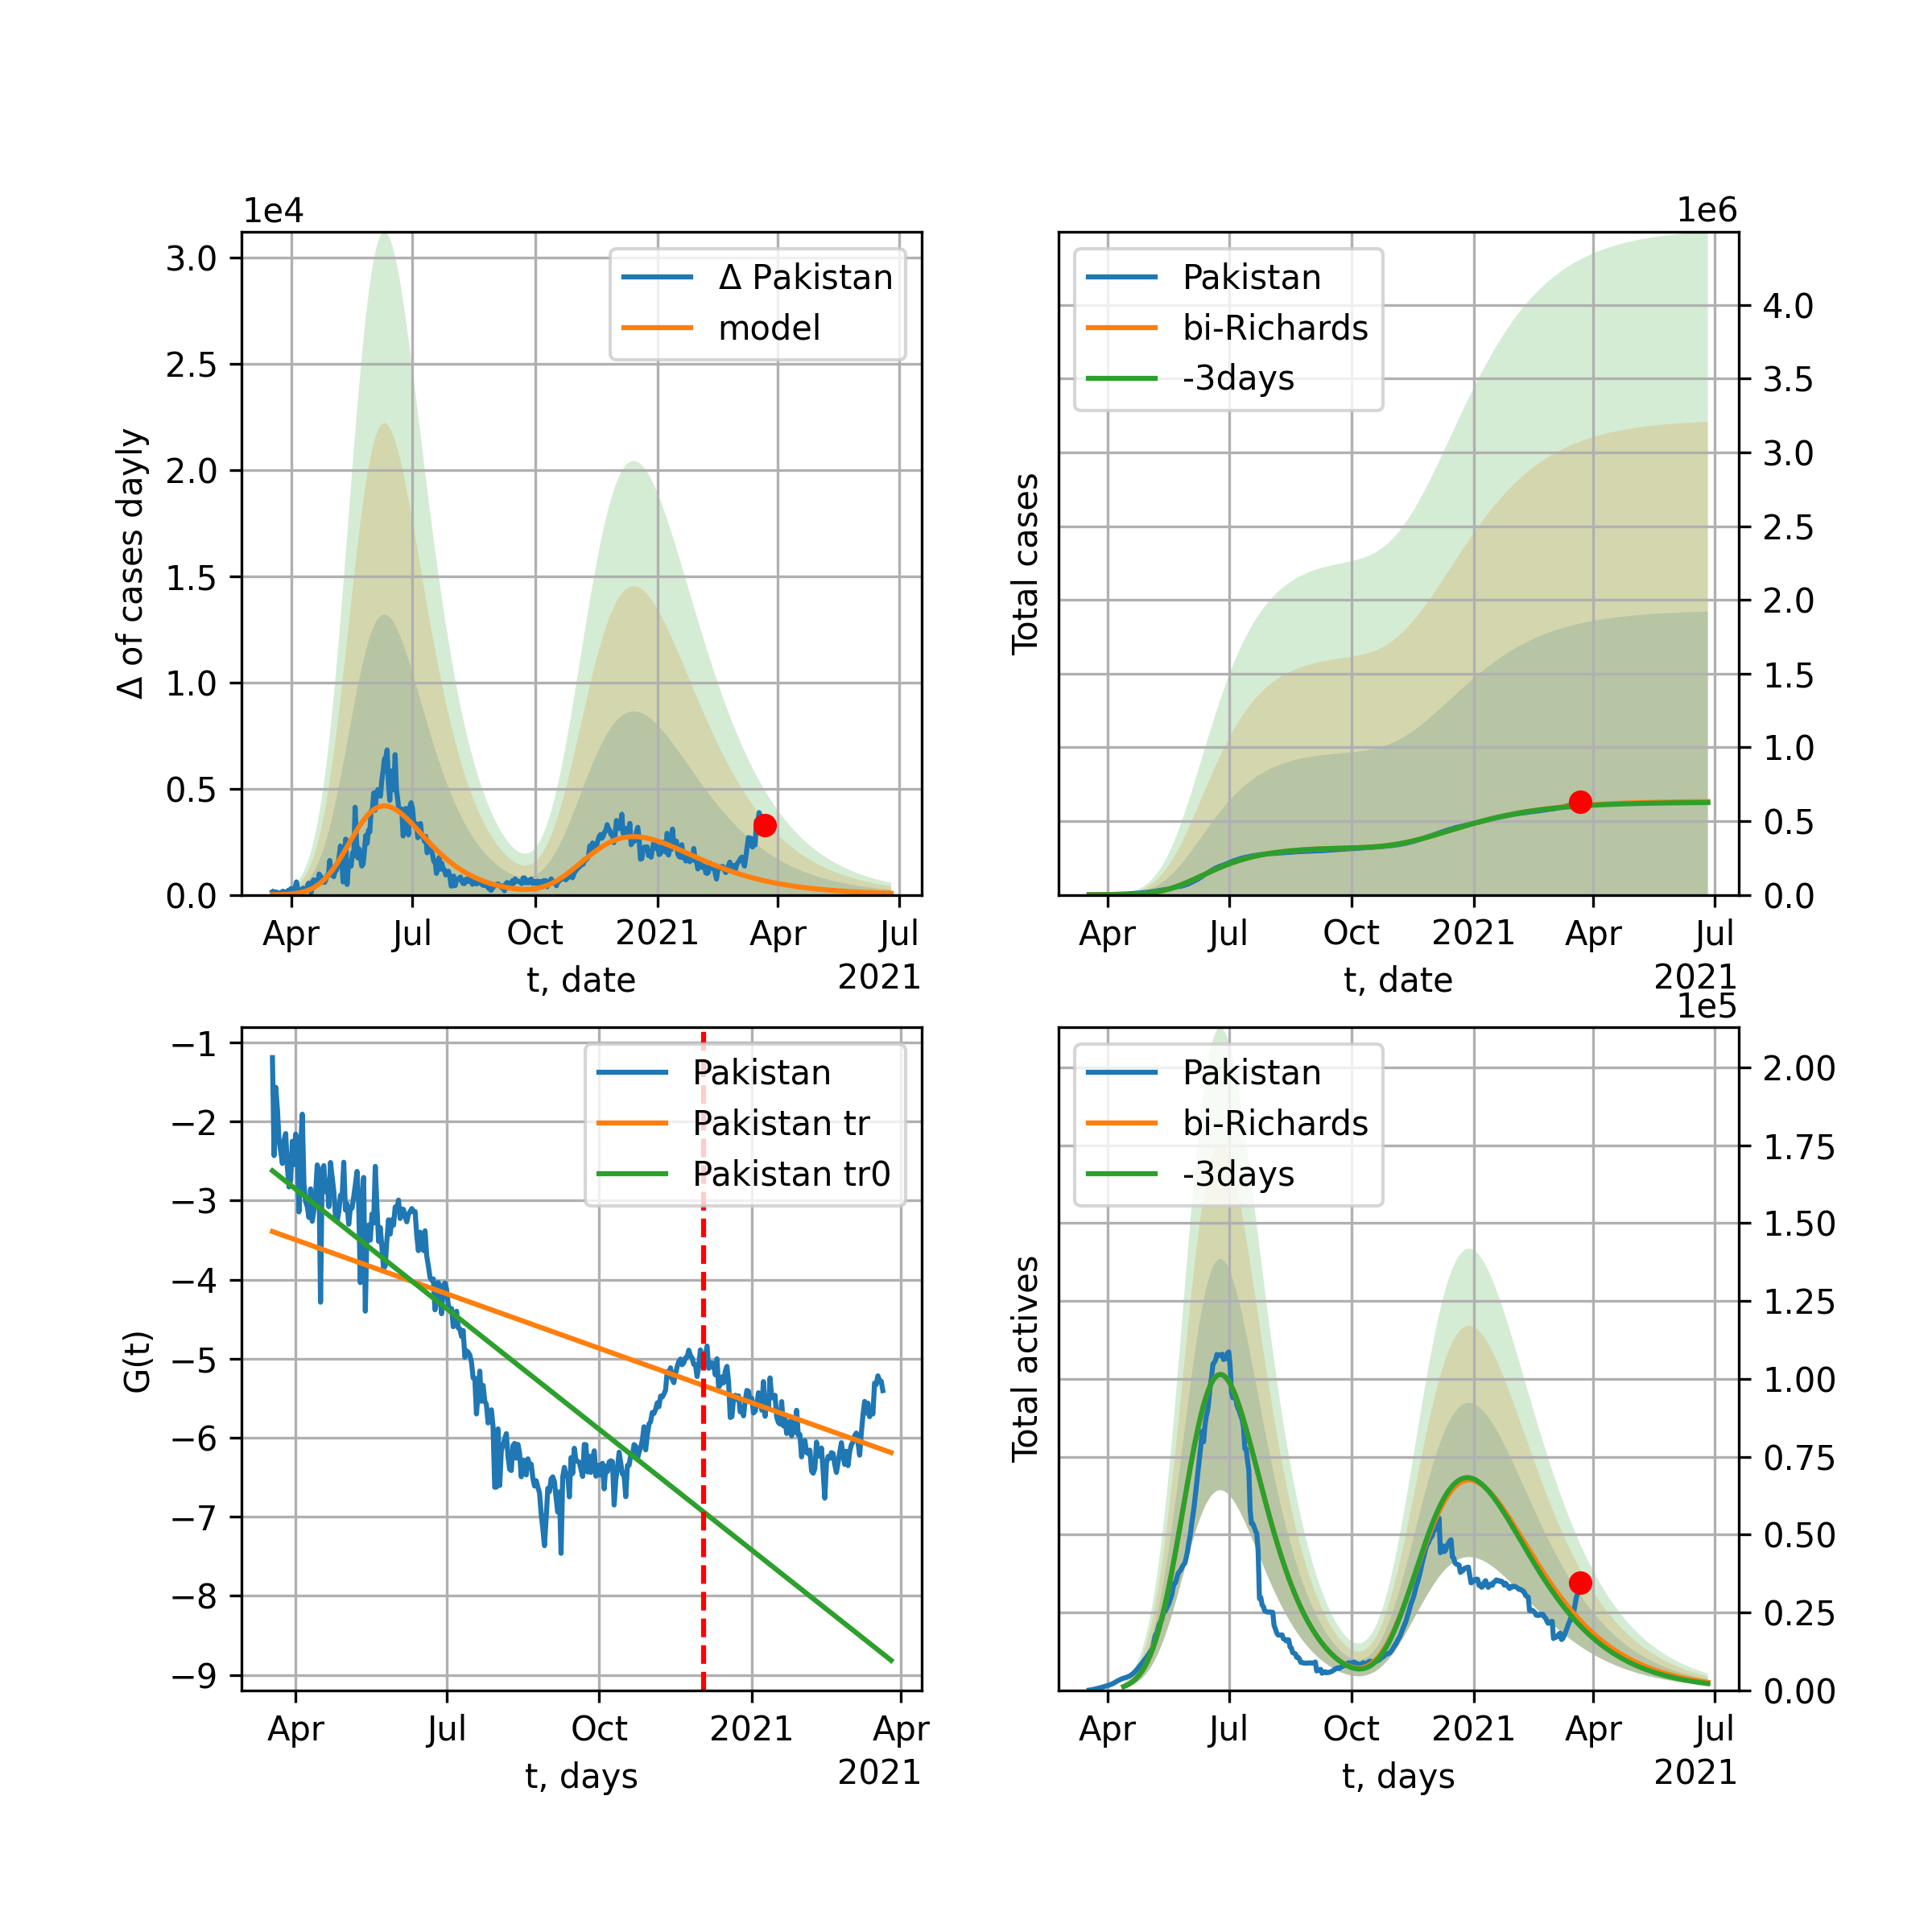 1e4
3.0
2.5
2.0
1.5
1.0
0.5
0.0
Δ of cases dayly
Δ Pakistan
model
Apr
Jul
Oct
2021
Apr
Jul
t, date
2021
1e6
Total cases
Pakistan
bi-Richards
-3days
4.0
3.5
3.0
2.5
2.0
1.5
1.0
0.5
0.0
Apr
Jul
Oct
2021
Apr
Jul
t, date
2021
−1
−2
−3
−4
−5
−6
−7
−8
−9
G(t)
Pakistan
Pakistan tr
Pakistan tr0
Apr
Jul
Oct
2021
Apr
t, days
2021
1e5
Total actives
Pakistan
bi-Richards
-3days
2.00
1.75
1.50
1.25
1.00
0.75
0.50
0.25
0.00
Apr
Jul
Oct
2021
Apr
Jul
t, days
2021